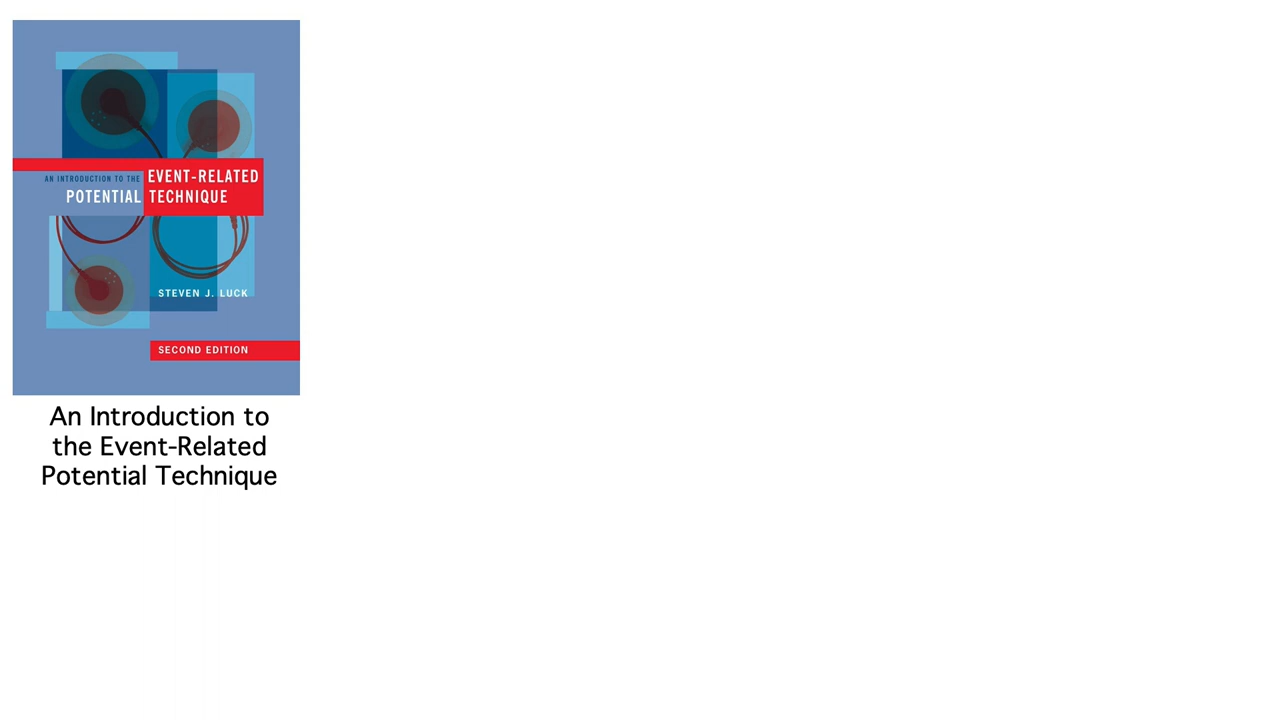 AN INTRODUCTION TO THE EVENT-RELATED
POTENTIAL TECHNIQUE
STEVEN J. LUCK
SECOND EDITION
An Introduction to
the Event-Related
Potential Technique